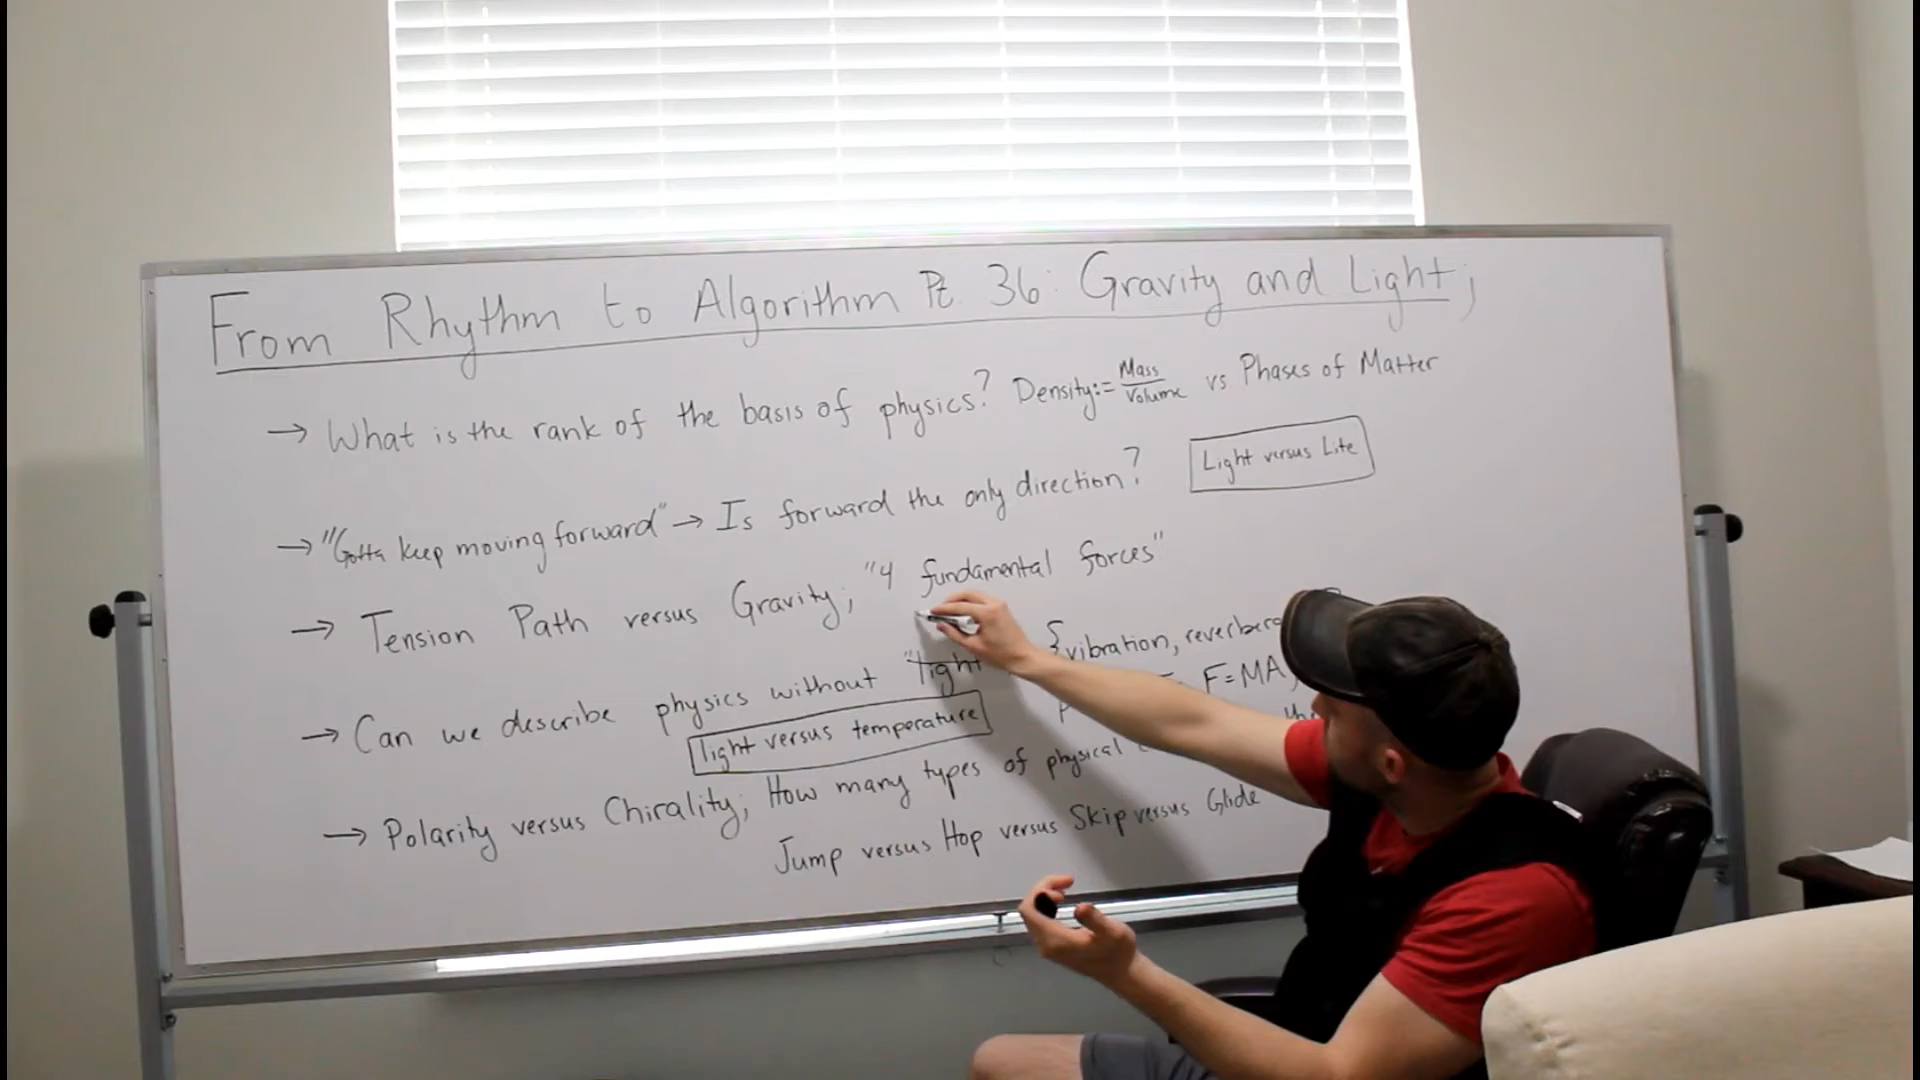 From Rhythm to Algorithm Pt. 36: Gravity and Light;
→ What is the rank of the basis of physics? Density:= Mass/Volume vs Phases of Matter
→ "Gotta keep moving forward" → Is forward the only direction?
Light versus Lite
→ Tension Path versus Gravity; "4 fundamental forces"
→ Can we describe physics without "light {vibration,
F=MA
light versus temperature
→ Polarity versus Chirality; How many types of physical
Jump versus Hop versus Skip versus Glide